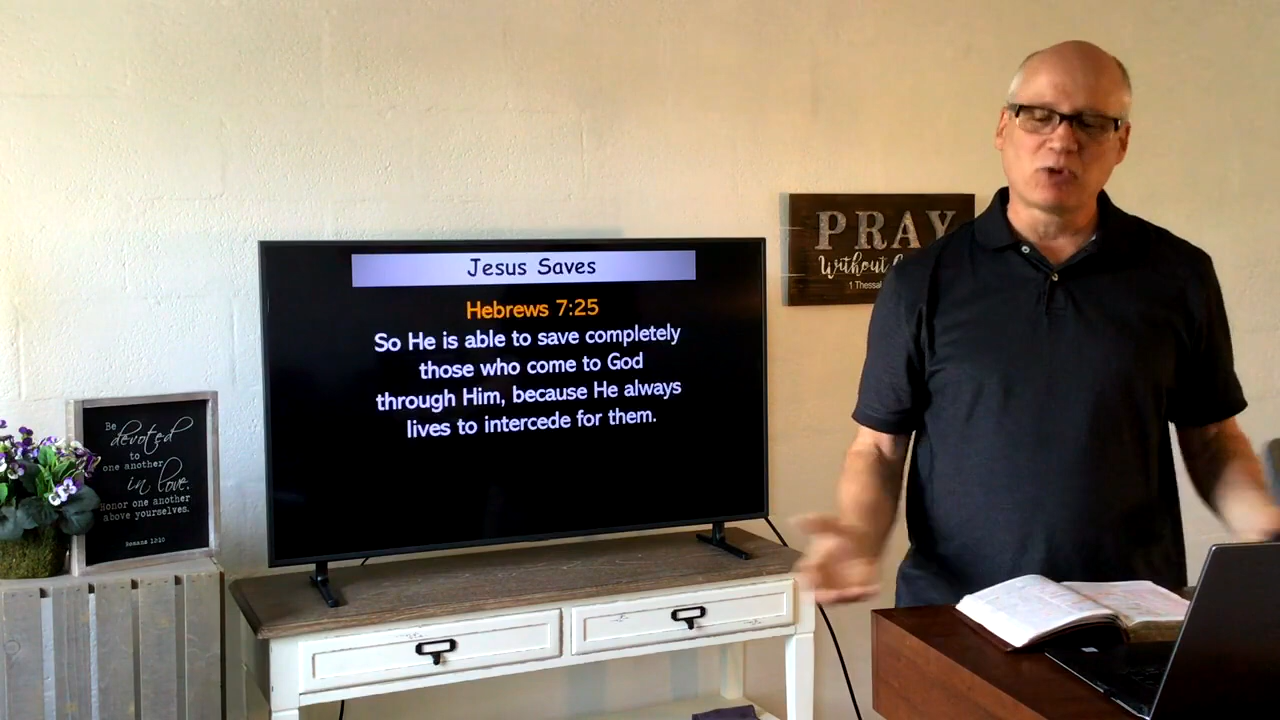 Jesus Saves
Hebrews 7:25
So He is able to save completely
those who come to God
through Him, because He always
lives to intercede for them.
PRAY
Without
1 Thessal
Be
devoted
to
one another
in love.
Honor one another
above yourselves.
Romans 12:10